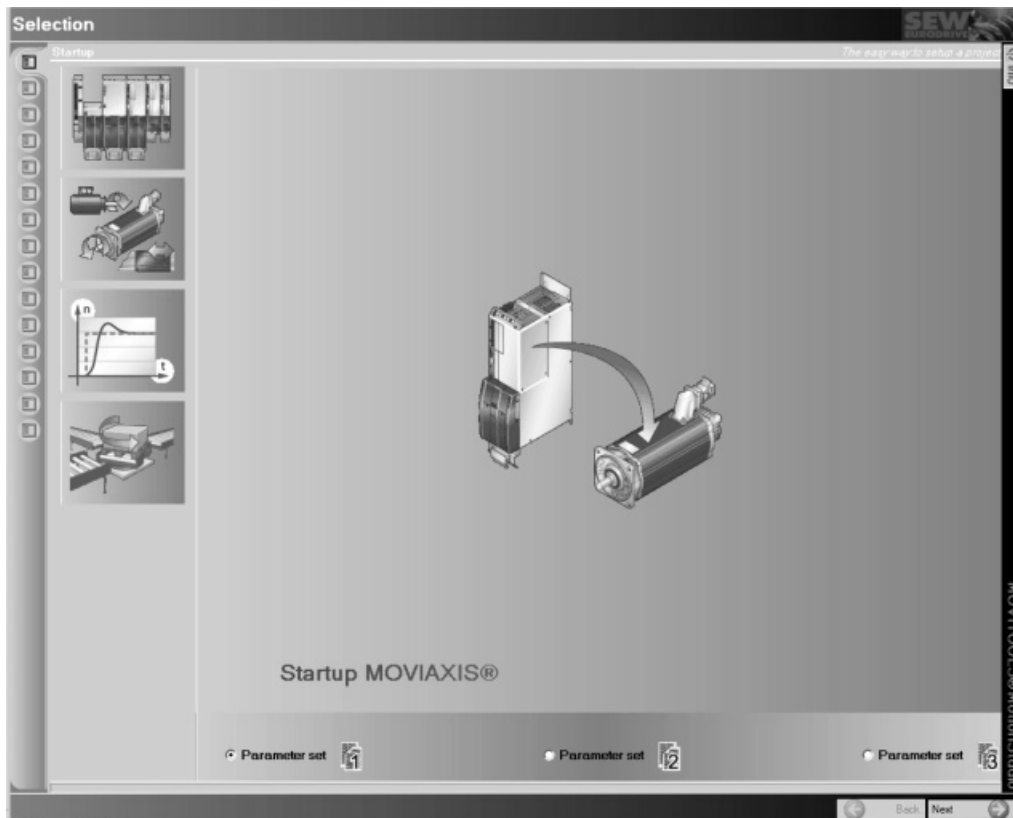 Selection
SEW
EURODRIVE
Startup
The easy way to setup a project
n
t
Startup MOVIAXIS®
Parameter set 1
Parameter set 2
Parameter set 3
Back Next